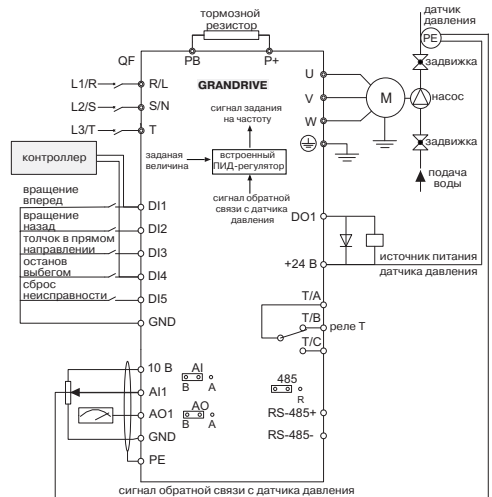 тормозной
резистор
датчик
давления
QF
PB
P+
PE
L1/R
R/L
GRANDRIVE
U
задвижка
L2/S
S/N
сигнал задания
на частоту
V
M
насос
L3/T
T
W
контроллер
заданая
величина
встроенный
ПИД-регулятор
задвижка
сигнал обратной
связи с датчика
давления
подача
воды
вращение
вперед
DI1
вращение
назад
DI2
DO1
толчок в прямом
направлении
DI3
останов
выбегом
DI4
+24 В
источник питания
датчика давления
сброс
неисправности
DI5
T/A
GND
T/B
реле Т
T/C
10 В
AI
B A
485
R
AI1
AO1
AO
B A
RS-485+
GND
RS-485-
PE
сигнал обратной связи с датчика давления